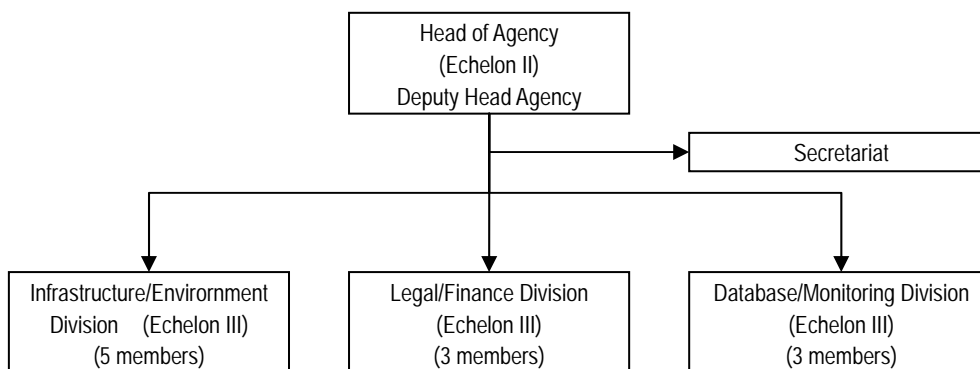 Head of Agency
(Echelon II)
Deputy Head Agency
Secretariat
Infrastructure/Envirornment
Division (Echelon III)
(5 members)
Legal/Finance Division
(Echelon III)
(3 members)
Database/Monitoring Division
(Echelon III)
(3 members)